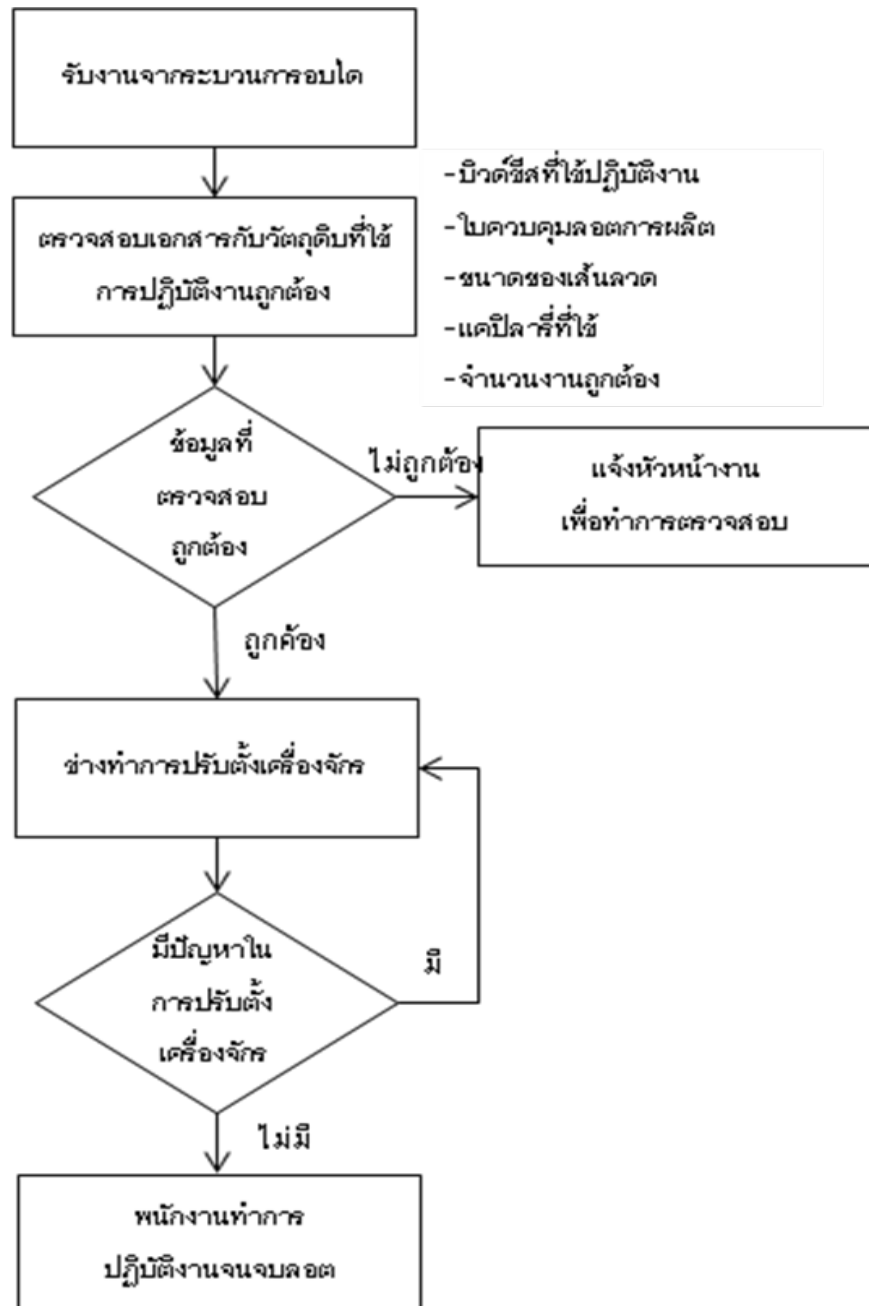 รับงานจากระบวนการอบได
ตรวจสอบเอกสารกับวัตถุดิบที่ใช้
การปฏิบัติงานถูกต้อง
-บิวด์ชีสที่ใช้ปฏิบัติงาน
-ใบควบคุมลอตการผลิต
-ขนาดของเส้นลวด
-แคปิลารี่ที่ใช้
-จำนวนงานถูกต้อง
ข้อมูลที่
ตรวจสอบ
ถูกต้อง
ไม่ถูกต้อง
แจ้งหัวหน้างาน
เพื่อทำการตรวจสอบ
ถูกค้อง
ช่างทำการปรับตั้งเครื่องจักร
มีปัญหาใน
การปรับตั้ง
เครื่องจักร
มี
ไม่มี
พนักงานทำการ
ปฏิบัติงานจนจบลอต